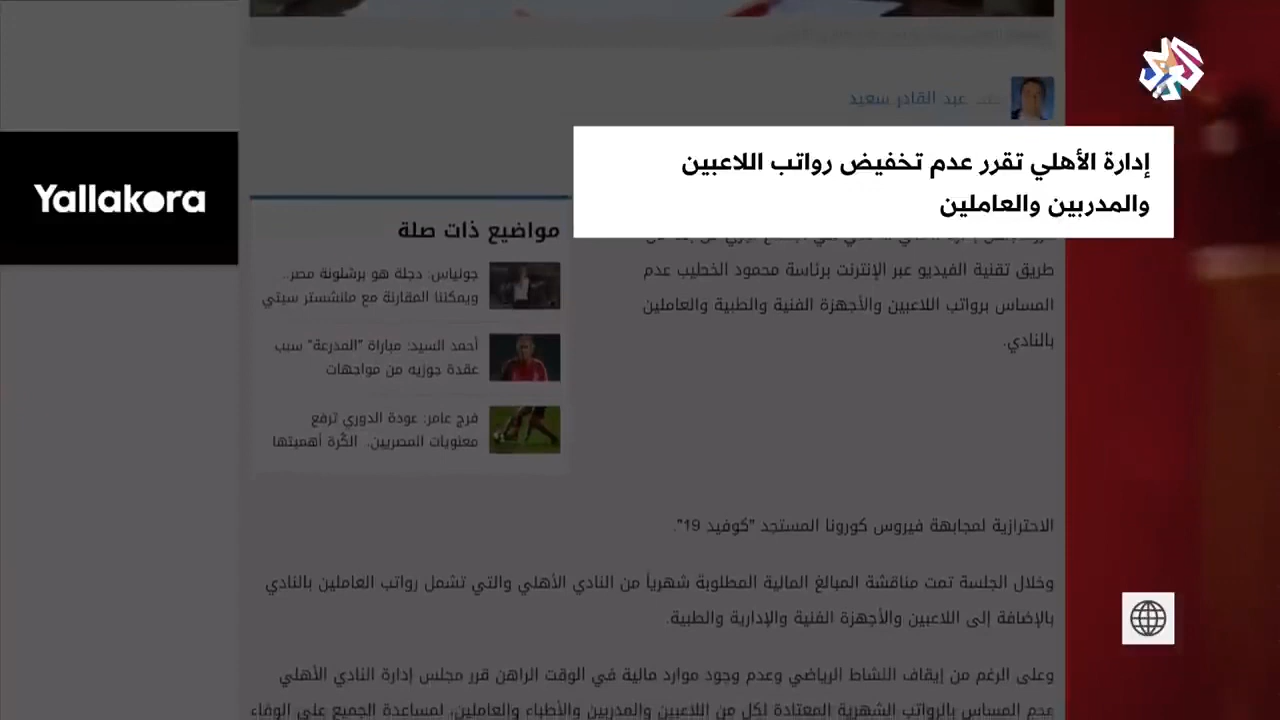 عبد القادر سعيد
إدارة الأهلي تقرر عدم تخفيض رواتب اللاعبين
والمدربين والعاملين
Yallakora
طريق تقنية الفيديو عبر الإنترنت برئاسة محمود الخطيب عدم
المساس برواتب اللاعبين والأجهزة الفنية والطبية والعاملين
بالنادي.
مواضيع ذات صلة
جونياس: دجلة هو برشلونة مصر..
ويمكننا المقارنة مع مانشستر سيتي
أحمد السيد: مباراة "المدرعة" سبب
عقدة جوزيه من مواجهات
فرج عامر: عودة الدوري ترفع
معنويات المصريين.. الكُرة أهميتها
الاحترازية لمجابهة فيروس كورونا المستجد "كوفيد 19".
وخلال الجلسة تمت مناقشة المبالغ المالية المطلوبة شهرياً من النادي الأهلي والتي تشمل رواتب العاملين بالنادي
بالإضافة إلى اللاعبين والأجهزة الفنية والإدارية والطبية.
وعلى الرغم من إيقاف النشاط الرياضي وعدم وجود موارد مالية في الوقت الراهن قرر مجلس إدارة النادي الأهلي
عدم المساس بالرواتب الشهرية المعتادة لكل من اللاعبين والمدربين والأطباء والعاملين، لمساعدة الجميع على الوفاء